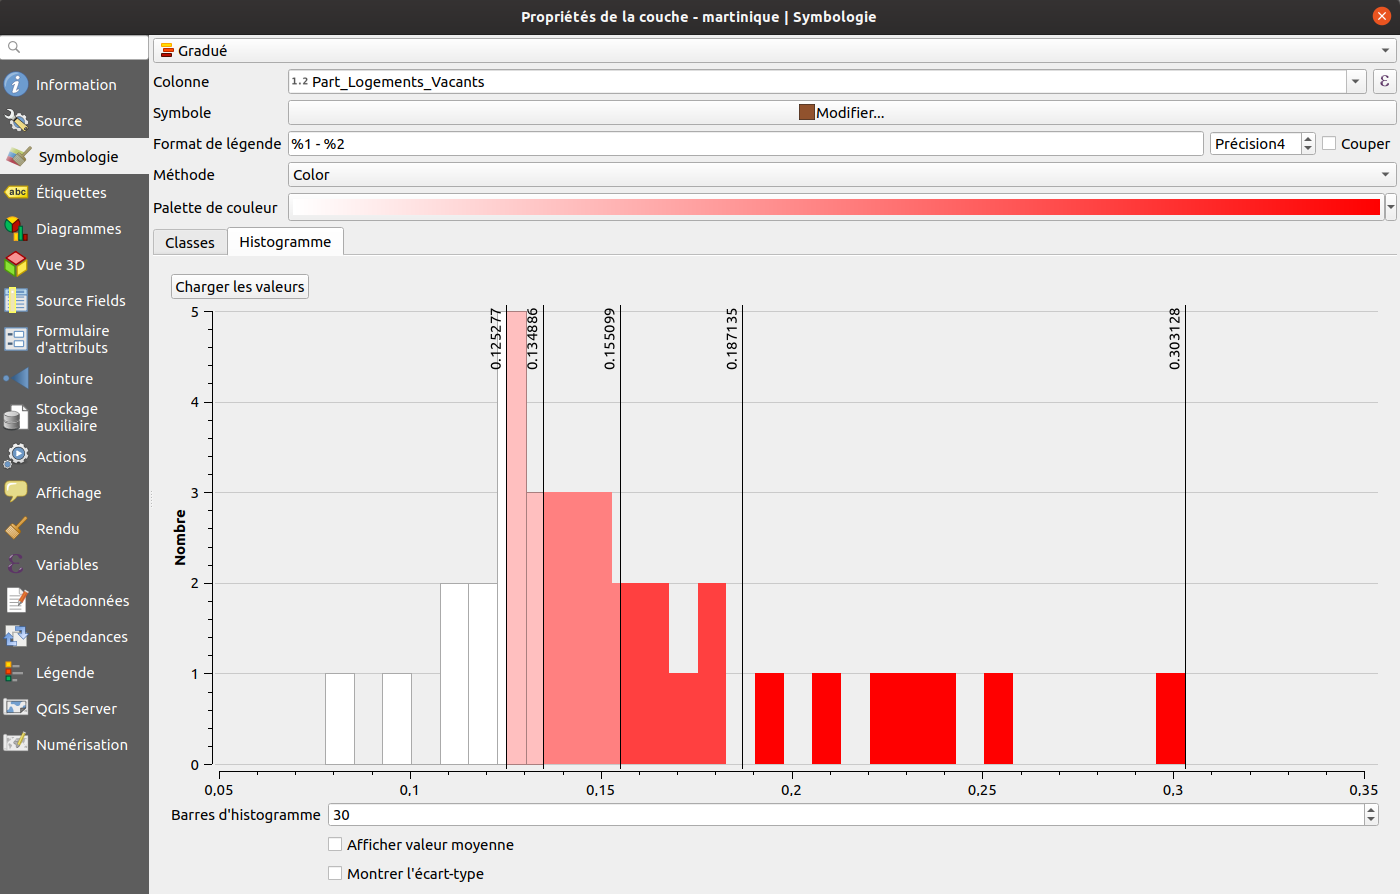 Propriétés de la couche - martinique | Symbologie
Information
Source
Symbologie
Étiquettes
Diagrammes
Vue 3D
Source Fields
Formulaire
d'attributs
Jointure
Stockage
auxiliaire
Actions
Affichage
Rendu
Variables
Métadonnées
Dépendances
Légende
QGIS Server
Numérisation
abc
Gradué
Colonne
1.2 Part_Logements_Vacants
ε
Symbole
Modifier...
Format de légende
%1 - %2
Précision4
Couper
Méthode
Color
Palette de couleur
Classes
Histogramme
Charger les valeurs
0.125277
0.134886
0.155099
0.187135
0.303128
Nombre
5
4
3
2
1
0
0,05
0,1
0,15
0,2
0,25
0,3
0,35
Barres d'histogramme
30
Afficher valeur moyenne
Montrer l'écart-type